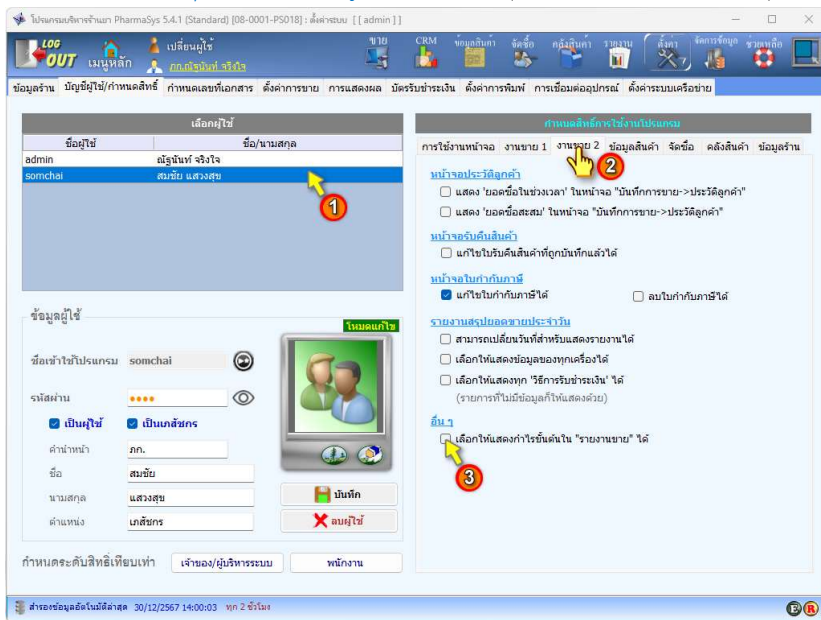 โปรแกรมบริหารร้านยา PharmaSys 5.4.1 (Standard) [08-0001-PS018] : ตั้งค่าระบบ [ [ admin ] ]
LOG OUT เมนูหลัก เปลี่ยนผู้ใช้ ภก.ณัฐนันท์ จริงใจ ขาย CRM ข้อมูลสินค้า จัดซื้อ คลังสินค้า รายงาน ตั้งค่า จัดการข้อมูล ช่วยเหลือ
ข้อมูลร้าน บัญชีผู้ใช้/กำหนดสิทธิ์ กำหนดเลขที่เอกสาร ตั้งค่าการขาย การแสดงผล บัตรรับชำระเงิน ตั้งค่าการพิมพ์ การเชื่อมต่ออุปกรณ์ ตั้งค่าระบบเครือข่าย
เลือกผู้ใช้
ชื่อผู้ใช้ ชื่อ/นามสกุล
admin ณัฐนันท์ จริงใจ
somchai สมชัย แสวงสุข
1
กำหนดสิทธิ์การใช้งานโปรแกรม
การใช้งานหน้าจอ งานขาย 1 งานขาย 2 ข้อมูลสินค้า จัดซื้อ คลังสินค้า ข้อมูลร้าน
2
หน้าจอประวัติลูกค้า
แสดง 'ยอดซื้อในช่วงเวลา' ในหน้าจอ "บันทึกการขาย->ประวัติลูกค้า"
แสดง 'ยอดซื้อสะสม' ในหน้าจอ "บันทึกการขาย->ประวัติลูกค้า"
หน้าจอรับคืนสินค้า
แก้ไขใบรับคืนสินค้าที่ถูกบันทึกแล้วได้
หน้าจอใบกำกับภาษี
แก้ไขใบกำกับภาษีได้ ลบใบกำกับภาษีได้
รายงานสรุปยอดขายประจำวัน
สามารถเปลี่ยนวันที่สำหรับแสดงรายงานได้
เลือกให้แสดงข้อมูลของทุกเครื่องได้
เลือกให้แสดงทุก 'วิธีการรับชำระเงิน' ได้
(รายการที่ไม่มีข้อมูลก็ให้แสดงด้วย)
อื่น ๆ
เลือกให้แสดงกำไรขั้นต้นใน "รายงานขาย" ได้
3
ข้อมูลผู้ใช้
โหมดแก้ไข
ชื่อเข้าใช้โปรแกรม somchai
รหัสผ่าน ••••
เป็นผู้ใช้ เป็นเภสัชกร
คำนำหน้า ภก.
ชื่อ สมชัย
นามสกุล แสวงสุข
ตำแหน่ง เภสัชกร
บันทึก
ลบผู้ใช้
กำหนดระดับสิทธิ์เทียบเท่า เจ้าของ/ผู้บริหารระบบ พนักงาน
สำรองข้อมูลอัตโนมัติล่าสุด 30/12/2567 14:00:03 ทุก 2 ชั่วโมง
E R